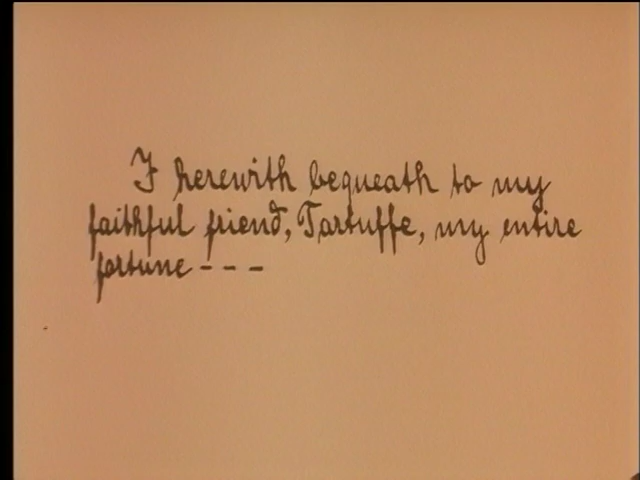 I herewith bequeath to my
faithful friend, Tartuffe, my entire
fortune - - -